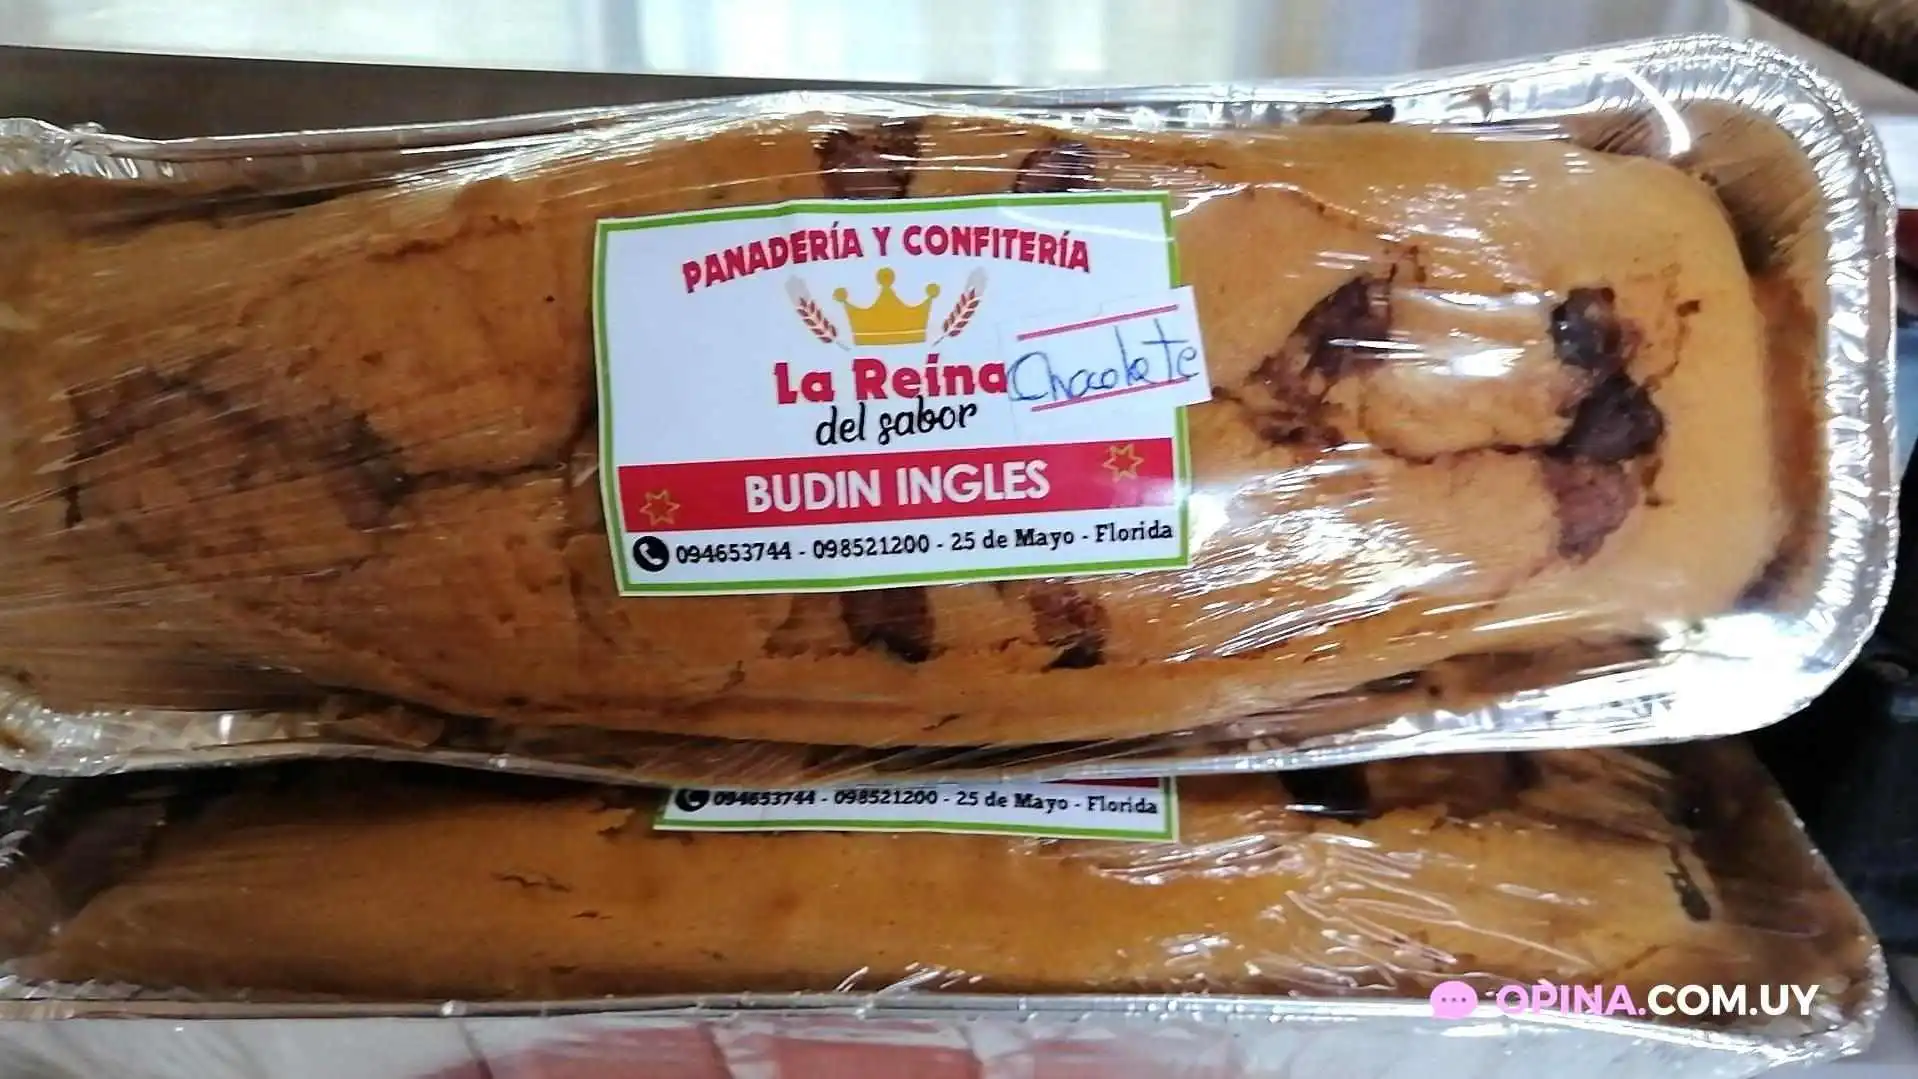 PANADERÍA Y CONFITERÍA
La Reina
Chocolate
del sabor
BUDIN INGLES
094653744 - 098521200 - 25 de Mayo - Florida
094653744 - 098521200 - 25 de Mayo - Florida
OPINA.COM.UY